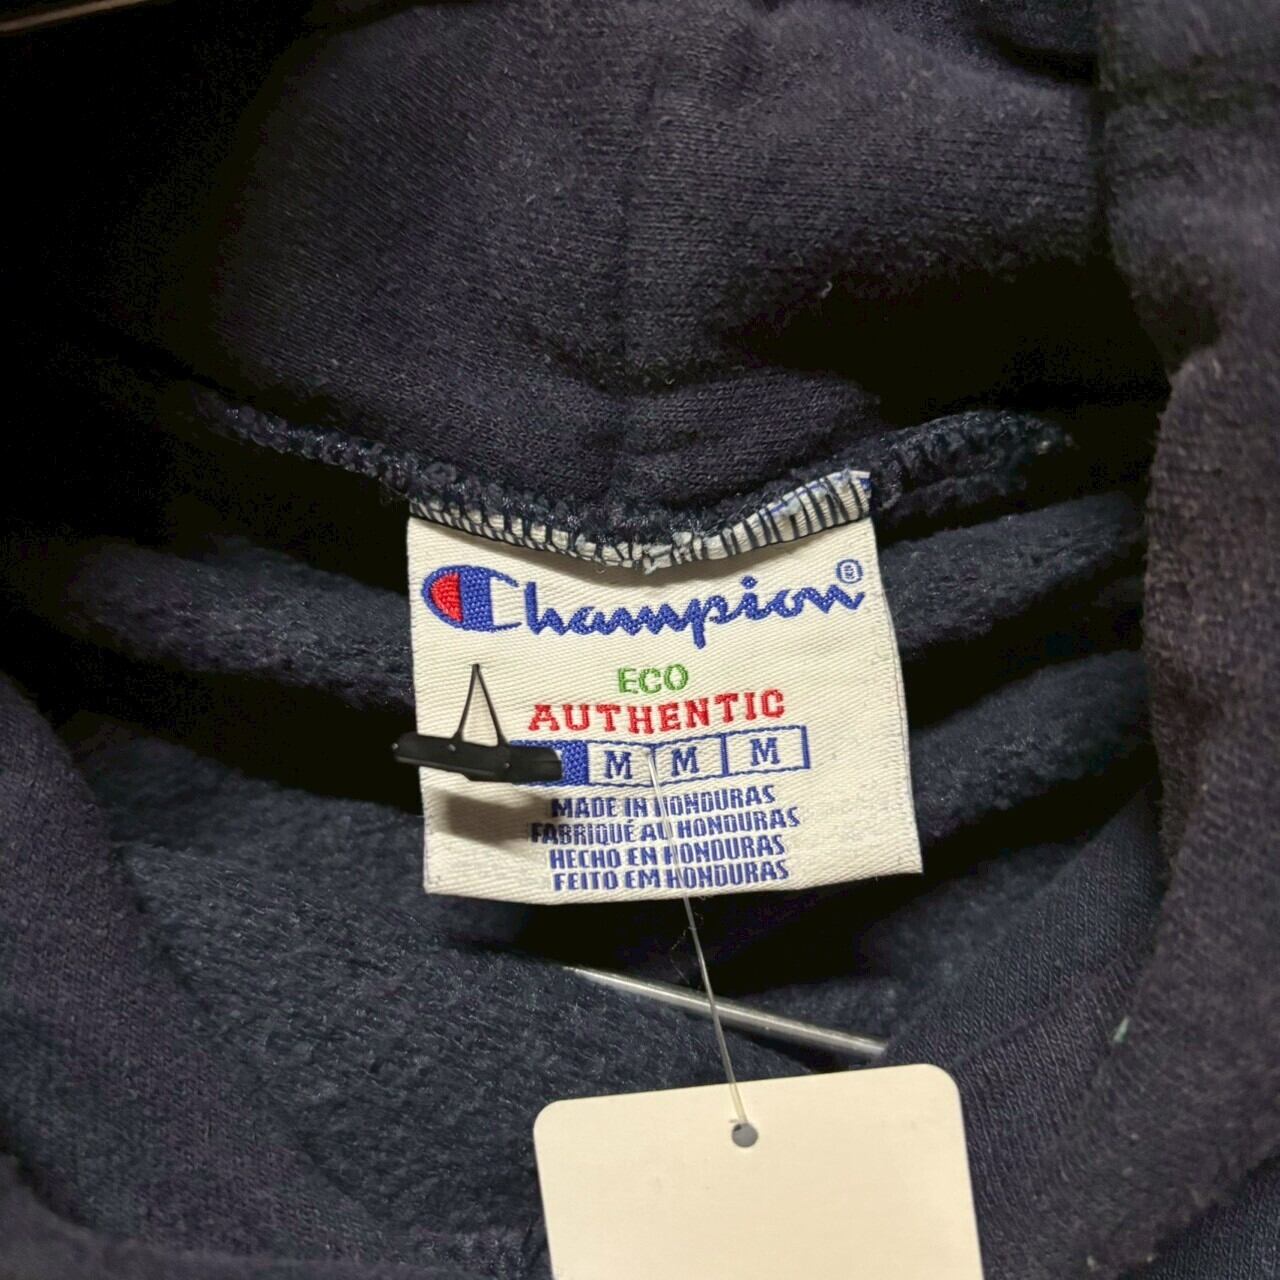 Champion®
ECO
AUTHENTIC
M M M
MADE IN HONDURAS
FABRIQUÉ AU HONDURAS
HECHO EN HONDURAS
FEITO EM HONDURAS